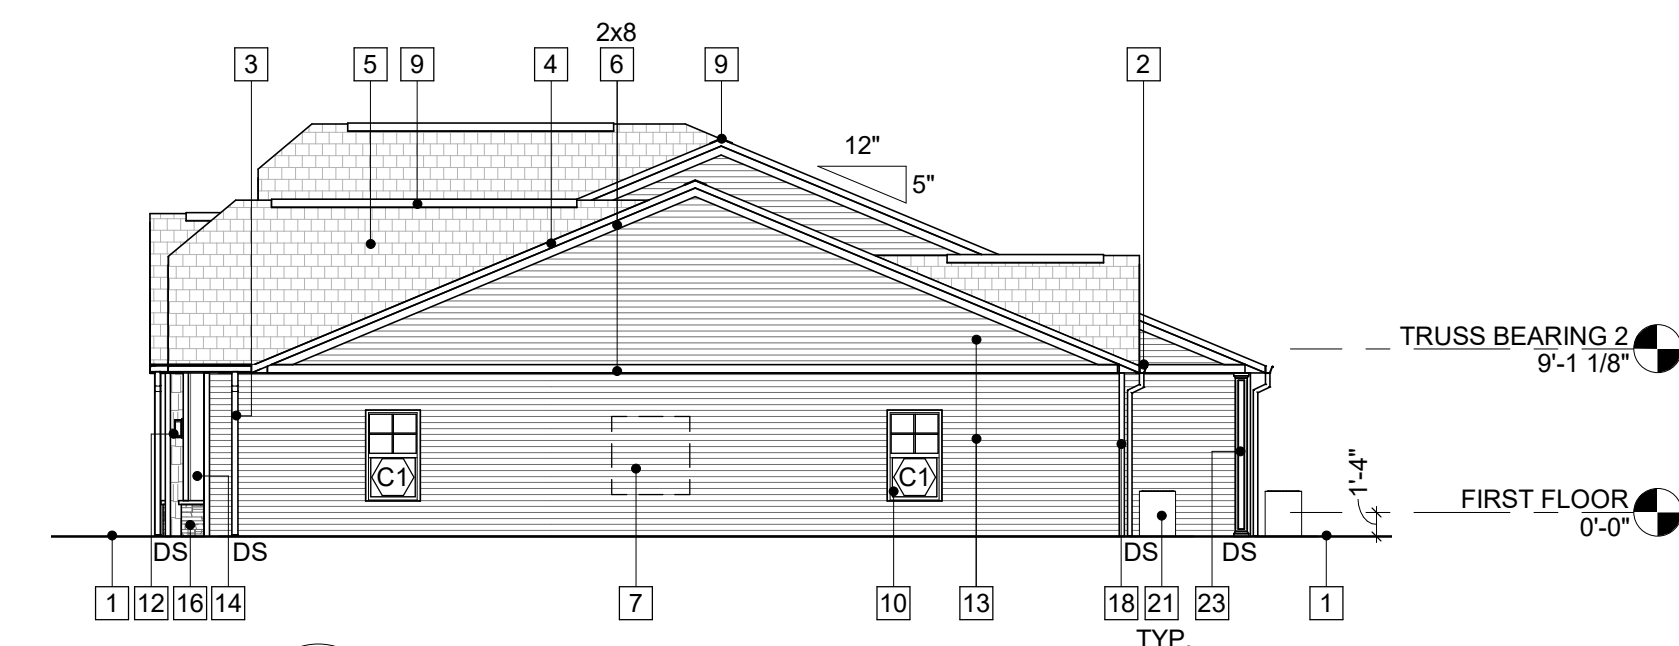 2x8
3 5 9 4 6 9 2
12"
5"
TRUSS BEARING 2
9'-1 1/8"
C1 C1
1'-4"
FIRST FLOOR
0'-0"
DS DS DS DS
1 12 16 14 7 10 13 18 21 23 1
TYP.